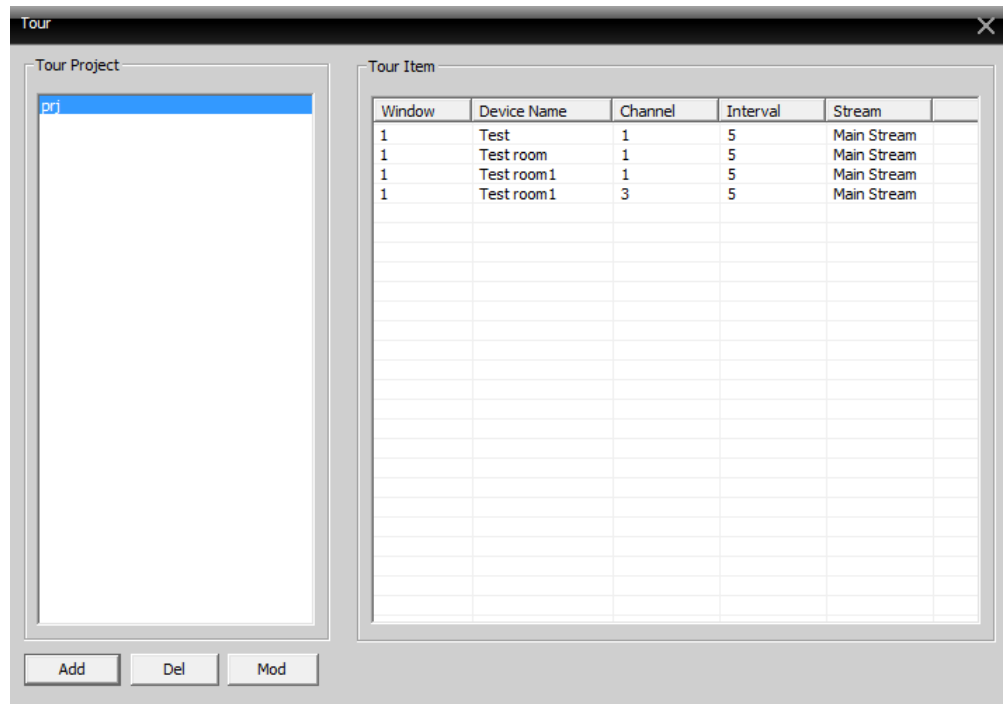 Tour
Tour Project
prj
Tour Item
Window Device Name Channel Interval Stream
1 Test 1 5 Main Stream
1 Test room 1 5 Main Stream
1 Test room1 1 5 Main Stream
1 Test room1 3 5 Main Stream
Add Del Mod